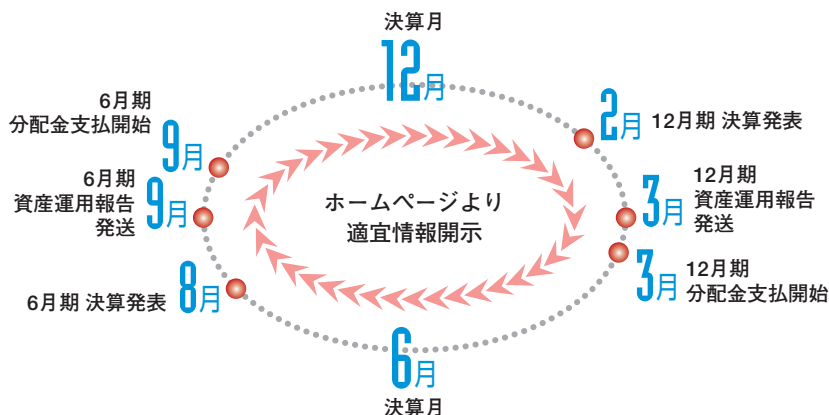 決算月
12月
2月 12月期 決算発表
3月 12月期
資産運用報告
発送
3月 12月期
分配金支払開始
6月
決算月
6月期 決算発表 8月
6月期
資産運用報告
発送
9月
6月期
分配金支払開始
9月
ホームページより
適宜情報開示